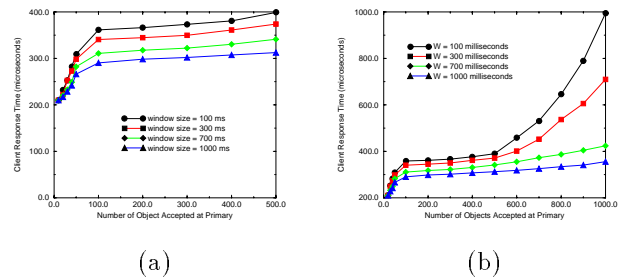 400.0
300.0
200.0
100.0
0.0
0.0
100.0
200.0
300.0
400.0
500.0
Client Response Time (microseconds)
Number of Object Accepted at Primary
window size = 100 ms
window size = 300 ms
window size = 700 ms
window size = 1000 ms
(a)
1000.0
800.0
600.0
400.0
200.0
0.0
200.0
400.0
600.0
800.0
1000.0
Client Response Time (microseconds)
Number of Objects Accepted at Primary
W = 100 milliseconds
W = 300 milliseconds
W = 700 milliseconds
W = 1000 milliseconds
(b)